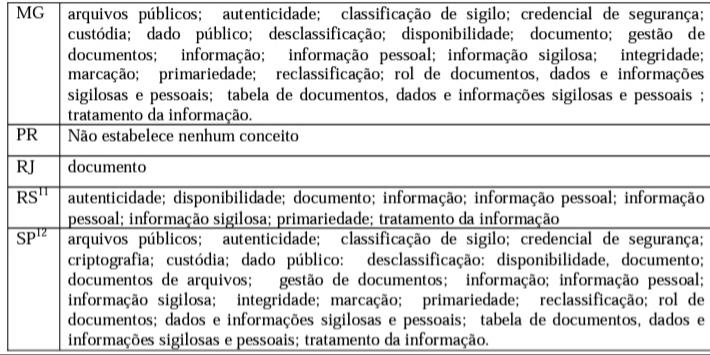 MG arquivos públicos; autenticidade; classificação de sigilo; credencial de segurança;
custódia; dado público; desclassificação; disponibilidade; documento; gestão de
documentos; informação; informação pessoal; informação sigilosa; integridade;
marcação; primariedade; reclassificação; rol de documentos, dados e informações
sigilosas e pessoais; tabela de documentos, dados e informações sigilosas e pessoais ;
tratamento da informação.
PR Não estabelece nenhum conceito
RJ documento
RS11 autenticidade; disponibilidade; documento; informação; informação pessoal; informação
pessoal; informação sigilosa; primariedade; tratamento da informação
SP12 arquivos públicos; autenticidade; classificação de sigilo; credencial de segurança;
criptografia; custódia; dado público: desclassificação: disponibilidade, documento;
documentos de arquivos; gestão de documentos; informação; informação pessoal;
informação sigilosa; integridade; marcação; primariedade; reclassificação; rol de
documentos; dados e informações sigilosas e pessoais; tabela de documentos, dados e
informações sigilosas e pessoais; tratamento da informação.